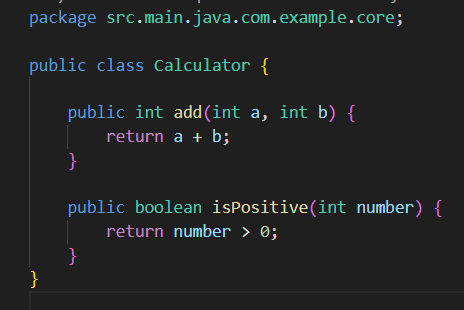 package src.main.java.com.example.core;
public class Calculator {
public int add(int a, int b) {
return a + b;
}
public boolean isPositive(int number) {
return number > 0;
}
}